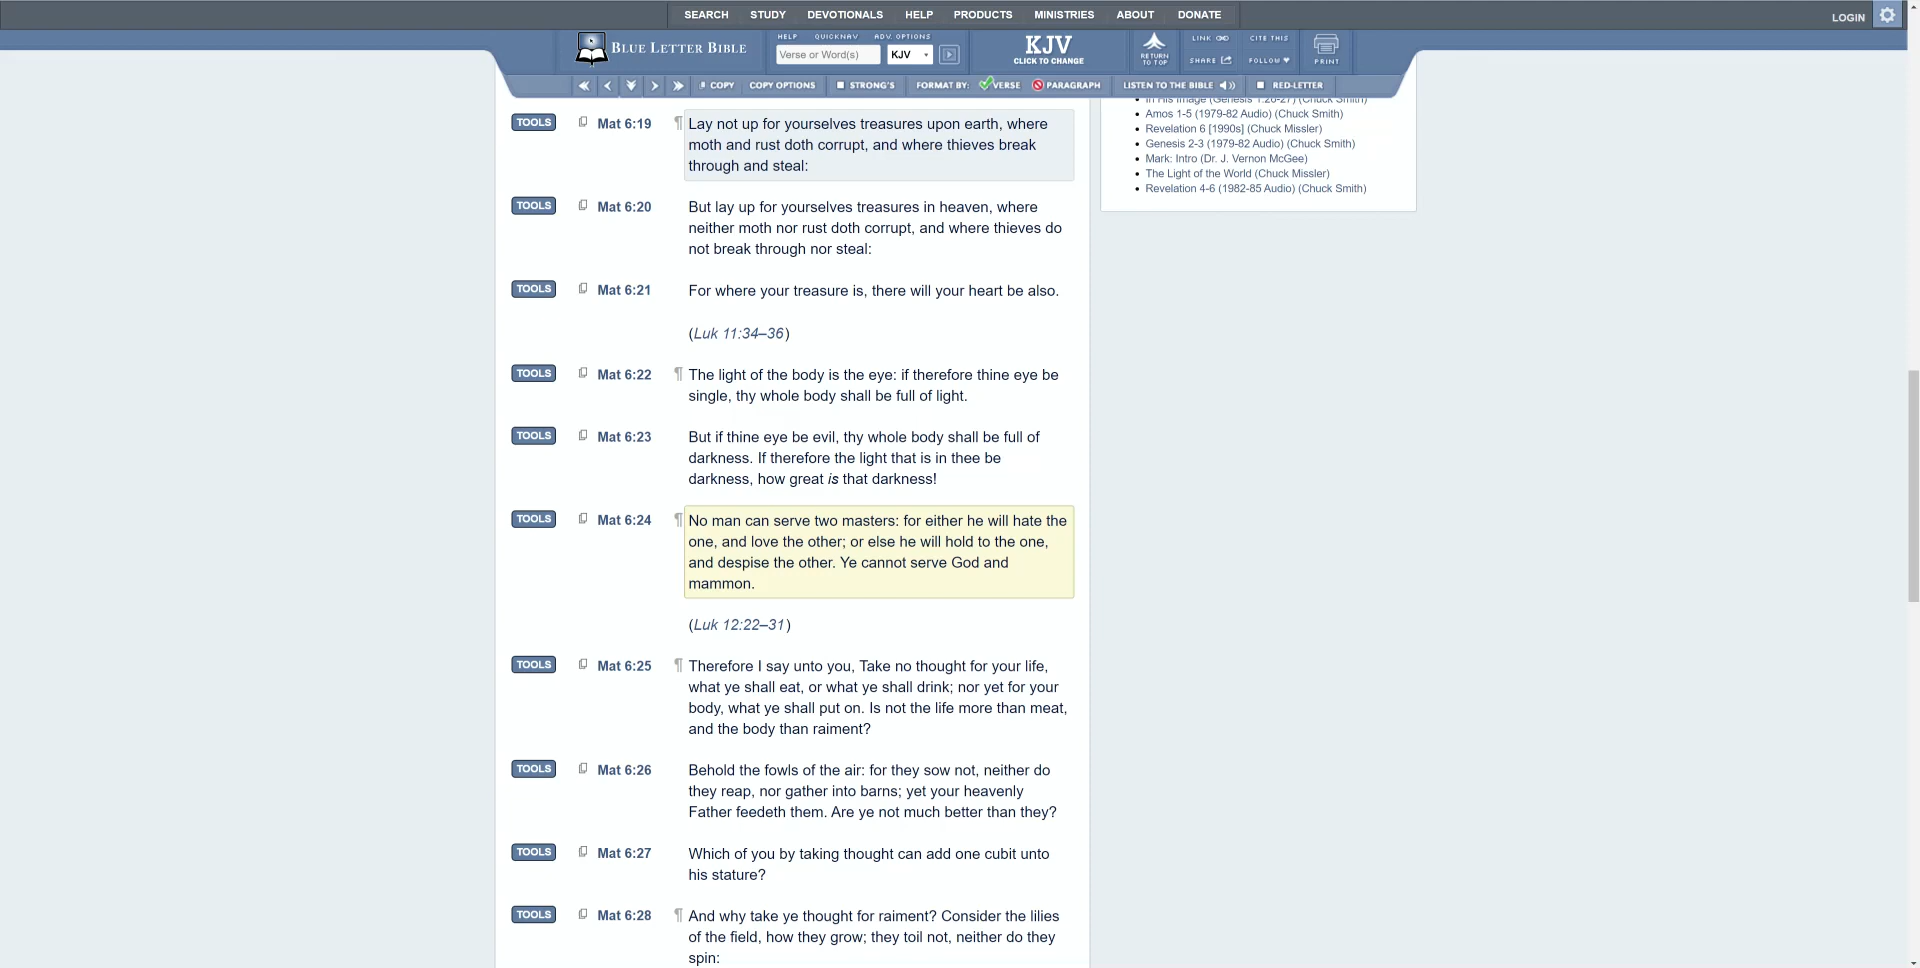 SEARCH STUDY DEVOTIONALS HELP PRODUCTS MINISTRIES ABOUT DONATE
LOGIN
BLUE LETTER BIBLE
HELP QUICKNAV ADV. OPTIONS
Verse or Word(s) KJV
KJV
CLICK TO CHANGE
RETURN
TO TOP
LINK CITE THIS
SHARE FOLLOW
PRINT
COPY COPY OPTIONS STRONG'S FORMAT BY: VERSE PARAGRAPH LISTEN TO THE BIBLE RED-LETTER
In His Image (Genesis 1:26-27) (Chuck Smith)
Amos 1-5 (1979-82 Audio) (Chuck Smith)
Revelation 6 [1990s] (Chuck Missler)
Genesis 2-3 (1979-82 Audio) (Chuck Smith)
Mark: Intro (Dr. J. Vernon McGee)
The Light of the World (Chuck Missler)
Revelation 4-6 (1982-85 Audio) (Chuck Smith)
TOOLS Mat 6:19 ¶ Lay not up for yourselves treasures upon earth, where
moth and rust doth corrupt, and where thieves break
through and steal:
TOOLS Mat 6:20 But lay up for yourselves treasures in heaven, where
neither moth nor rust doth corrupt, and where thieves do
not break through nor steal:
TOOLS Mat 6:21 For where your treasure is, there will your heart be also.
(Luk 11:34–36)
TOOLS Mat 6:22 ¶ The light of the body is the eye: if therefore thine eye be
single, thy whole body shall be full of light.
TOOLS Mat 6:23 But if thine eye be evil, thy whole body shall be full of
darkness. If therefore the light that is in thee be
darkness, how great is that darkness!
TOOLS Mat 6:24 ¶ No man can serve two masters: for either he will hate the
one, and love the other; or else he will hold to the one,
and despise the other. Ye cannot serve God and
mammon.
(Luk 12:22–31)
TOOLS Mat 6:25 ¶ Therefore I say unto you, Take no thought for your life,
what ye shall eat, or what ye shall drink; nor yet for your
body, what ye shall put on. Is not the life more than meat,
and the body than raiment?
TOOLS Mat 6:26 Behold the fowls of the air: for they sow not, neither do
they reap, nor gather into barns; yet your heavenly
Father feedeth them. Are ye not much better than they?
TOOLS Mat 6:27 Which of you by taking thought can add one cubit unto
his stature?
TOOLS Mat 6:28 ¶ And why take ye thought for raiment? Consider the lilies
of the field, how they grow; they toil not, neither do they
spin: